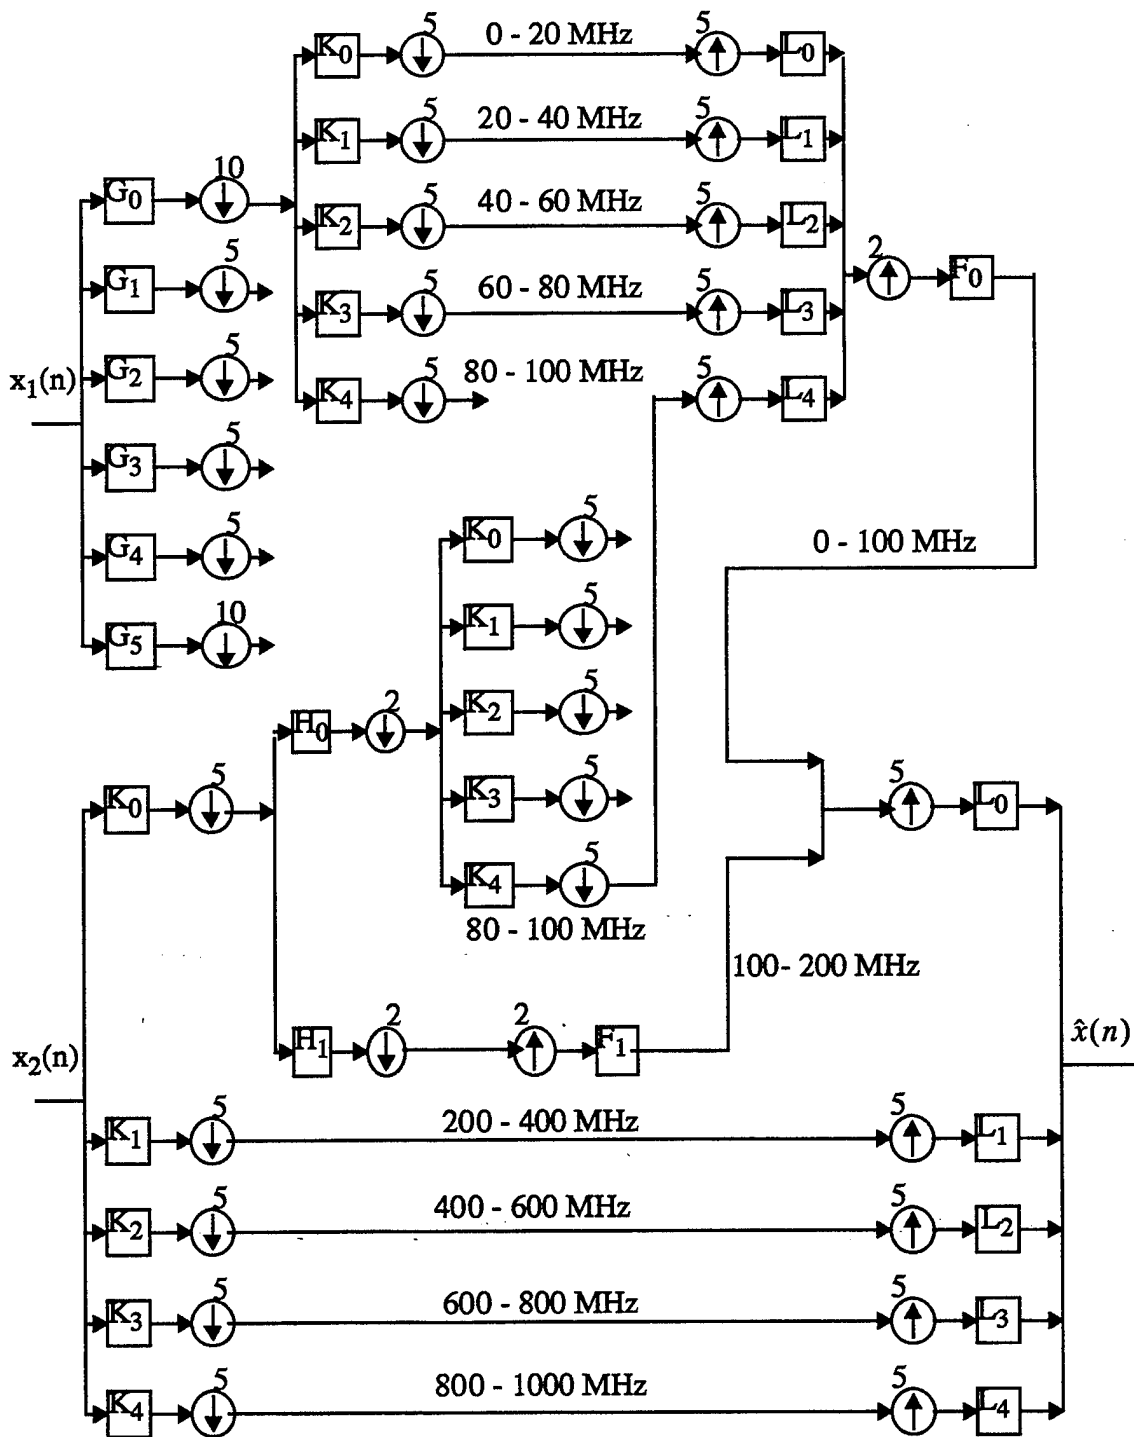 5 0 - 20 MHz 5
K0 L0
5 20 - 40 MHz 5
K1 L1
10
G0
5 40 - 60 MHz 5
K2 L2
5 2
G1 F0
5 60 - 80 MHz 5
K3 L3
5
G2
x1(n)
5 80 - 100 MHz 5
K4 L4
5
G3
5
G4
5
K0
0 - 100 MHz
10
G5
5
K1
5
K2
2
H0
5
K3
5
K0
5
L0
5
K4
80 - 100 MHz
100- 200 MHz
2 2
H1 F1
x2(n)
x̂(n)
5 200 - 400 MHz 5
K1 L1
5 400 - 600 MHz 5
K2 L2
5 600 - 800 MHz 5
K3 L3
5 800 - 1000 MHz 5
K4 L4